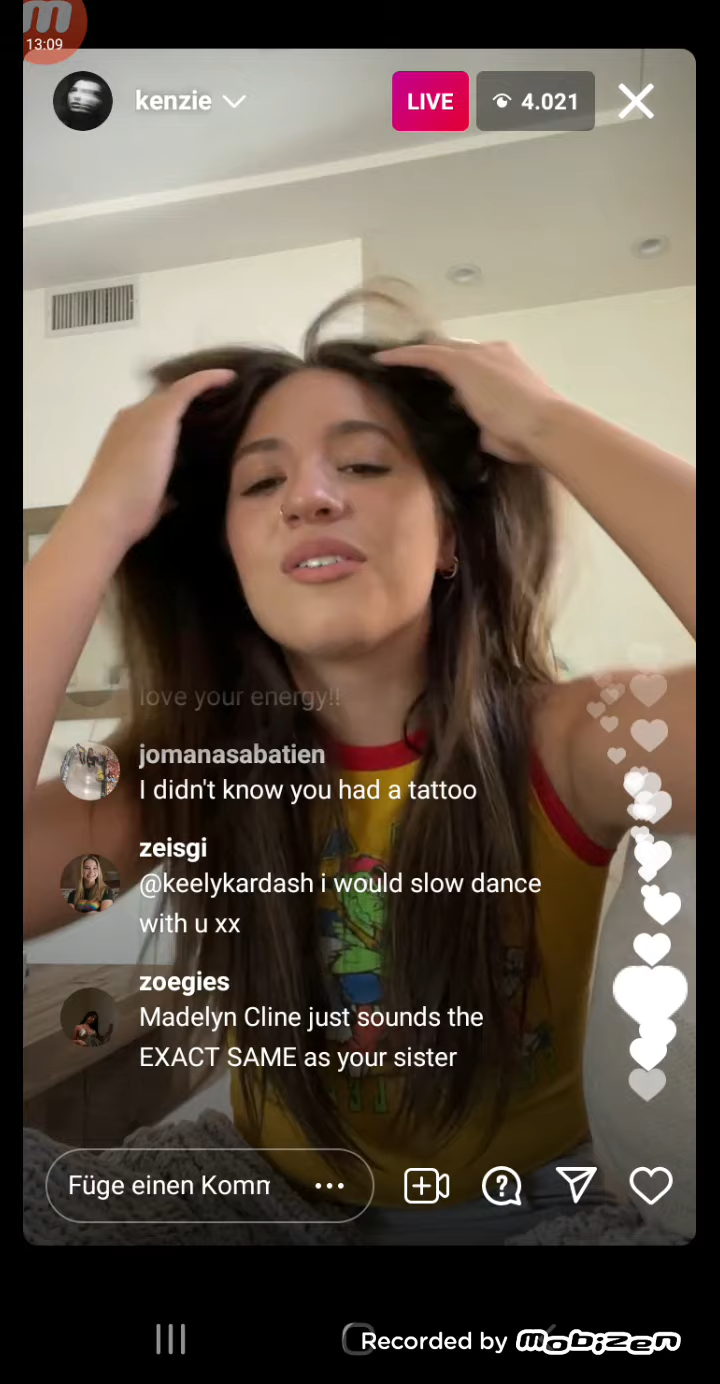 13:09
kenzie
LIVE
4.021
love your energy!!
jomanasabatien
I didn't know you had a tattoo
zeisgi
@keelykardash i would slow dance
with u xx
zoegies
Madelyn Cline just sounds the
EXACT SAME as your sister
Füge einen Komm
Recorded by mobizen